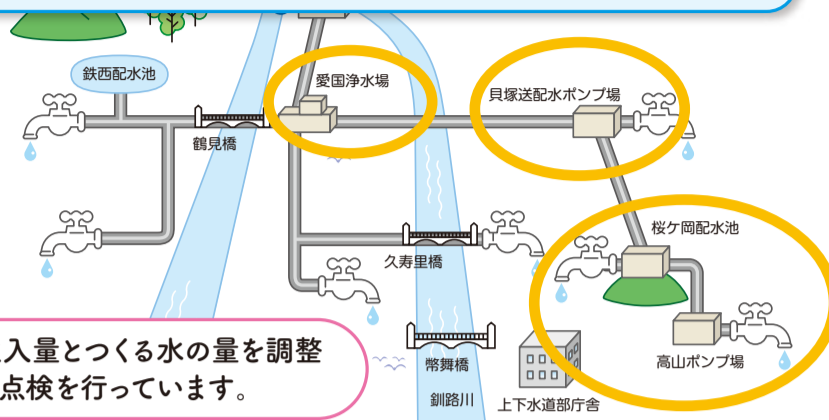 鉄西配水池
愛国浄水場
貝塚送配水ポンプ場
鶴見橋
桜ケ岡配水池
久寿里橋
入量とつくる水の量を調整
点検を行っています。
幣舞橋
高山ポンプ場
釧路川
上下水道部庁舎